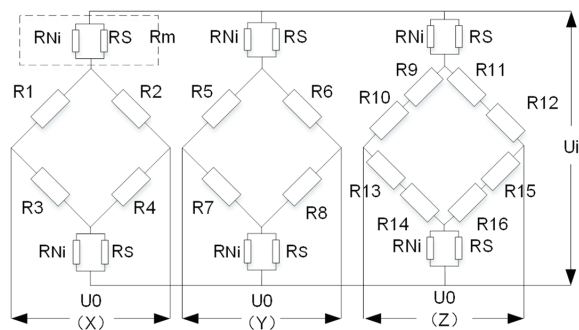 RNi RS Rm RNi RS RNi RS
R1 R2 R5 R6 R9 R11
R10 R12
Ui
R3 R4 R7 R8 R13 R15
R14 R16
RNi RS RNi RS RNi RS
U0 U0 U0
(X) (Y) (Z)